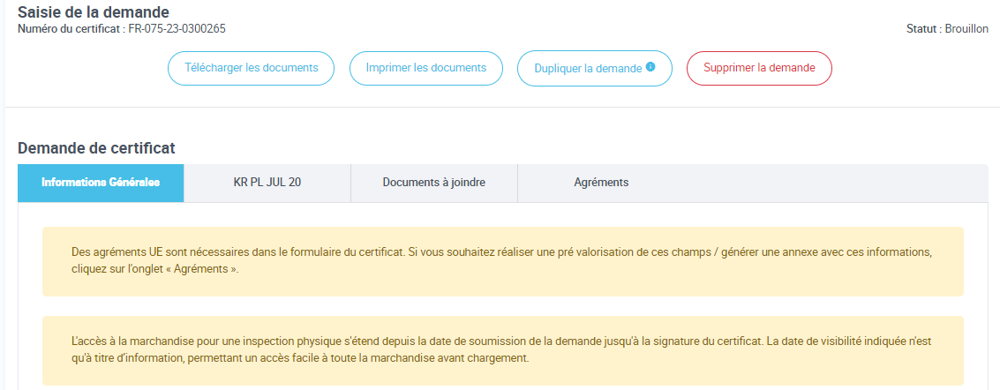 Saisie de la demande
Numéro du certificat : FR-075-23-0300265
Statut : Brouillon
Télécharger les documents
Imprimer les documents
Dupliquer la demande
Supprimer la demande
Demande de certificat
Informations Générales
KR PL JUL 20
Documents à joindre
Agréments
Des agréments UE sont nécessaires dans le formulaire du certificat. Si vous souhaitez réaliser une pré valorisation de ces champs / générer une annexe avec ces informations,
cliquez sur l'onglet « Agréments ».
L'accès à la marchandise pour une inspection physique s'étend depuis la date de soumission de la demande jusqu'à la signature du certificat. La date de visibilité indiquée n'est
qu'à titre d'information, permettant un accès facile à toute la marchandise avant chargement.